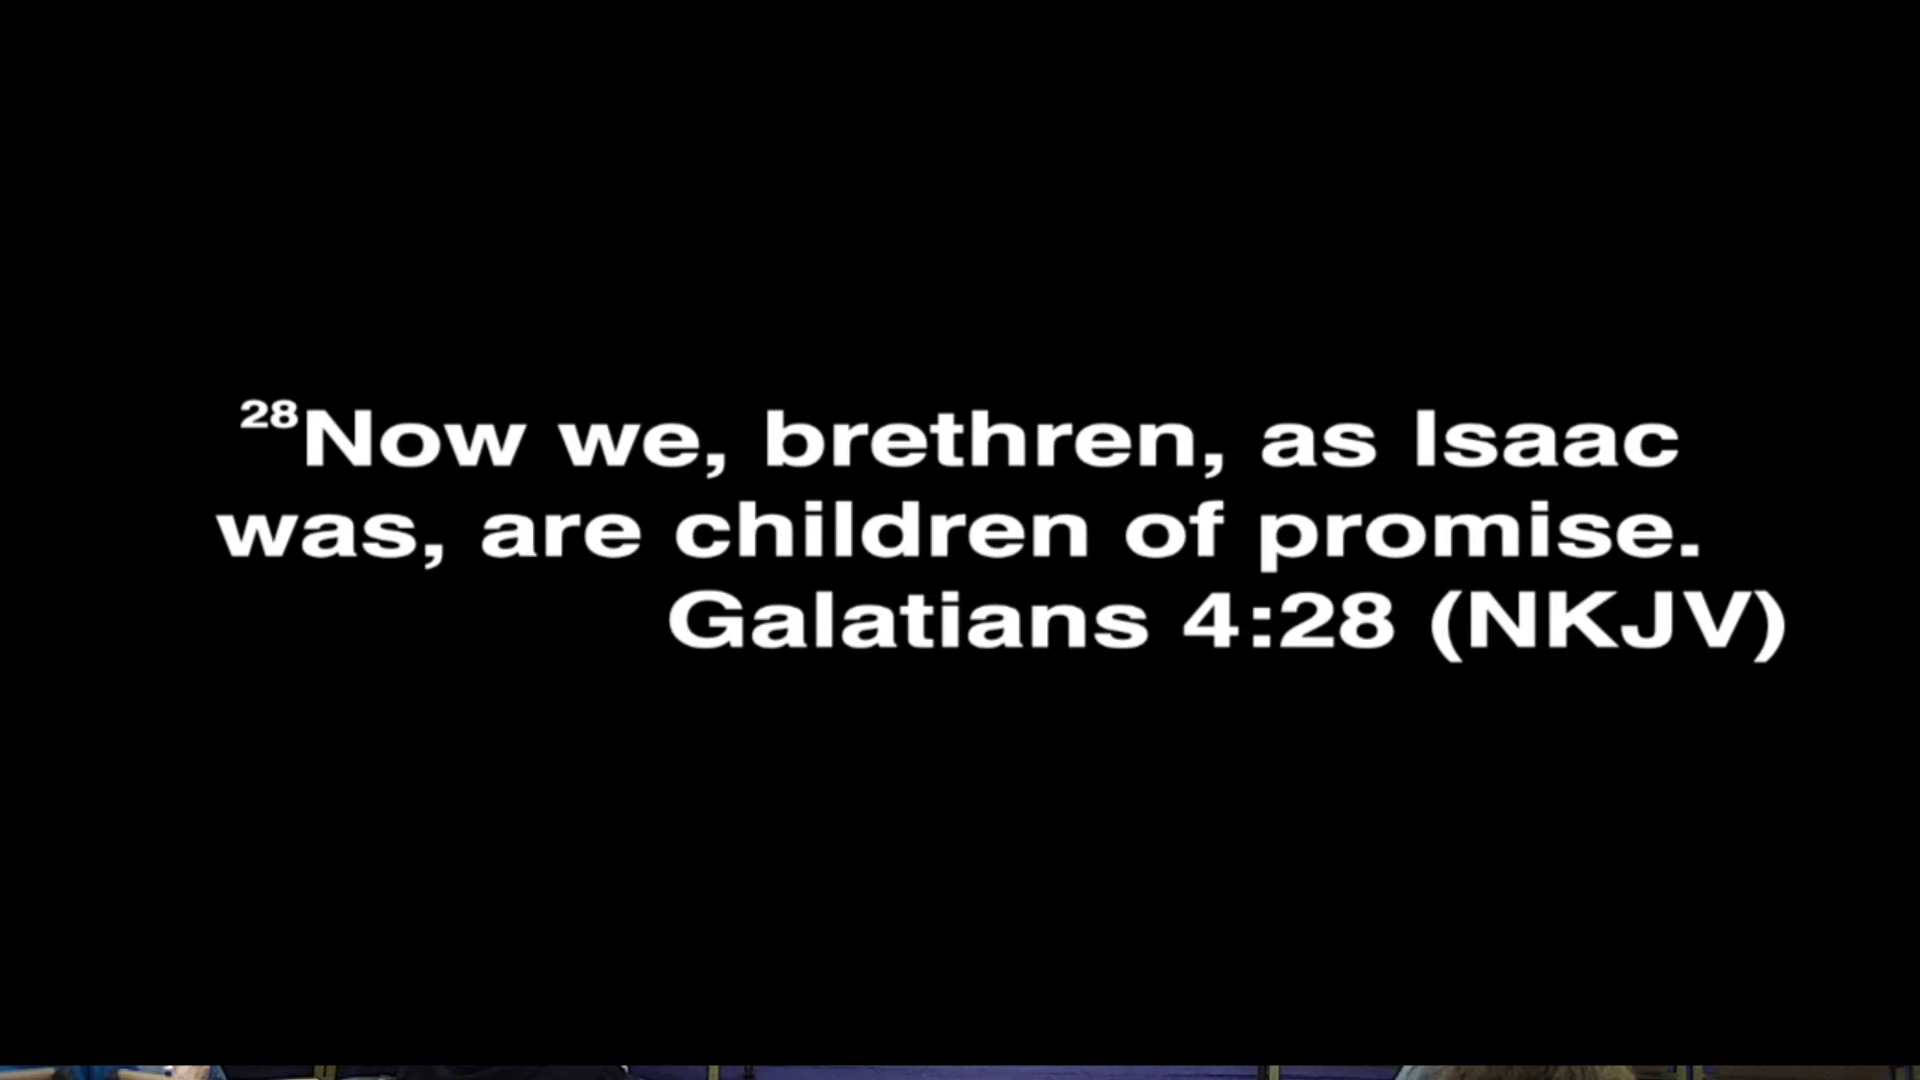 28Now we, brethren, as Isaac
was, are children of promise.
Galatians 4:28 (NKJV)